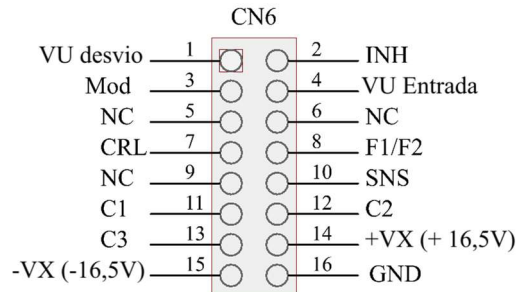 CN6
VU desvio 1 2 INH
Mod 3 4 VU Entrada
NC 5 6 NC
CRL 7 8 F1/F2
NC 9 10 SNS
C1 11 12 C2
C3 13 14 +VX (+ 16,5V)
-VX (-16,5V) 15 16 GND